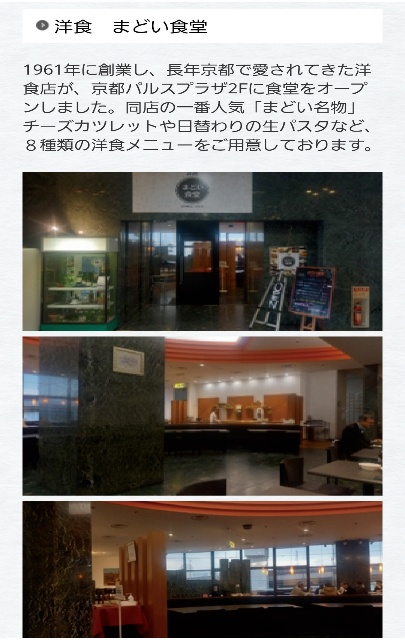 洋食　まどい食堂
1961年に創業し、長年京都で愛されてきた洋
食店が、京都パルスプラザ2Fに食堂をオープ
ンしました。同店の一番人気「まどい名物」
チーズカツレットや日替わりの生パスタなど、
８種類の洋食メニューをご用意しております。
まどい
食堂